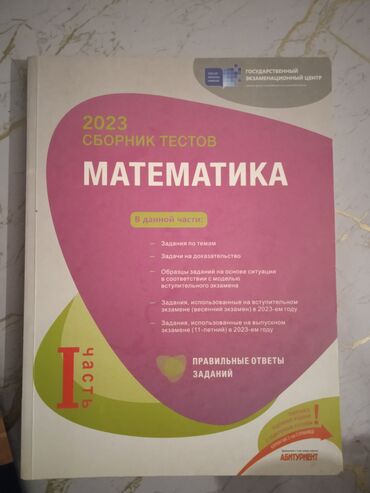 ГОСУДАРСТВЕННЫЙ
ЭКЗАМЕНАЦИОННЫЙ ЦЕНТР
2023
СБОРНИК ТЕСТОВ
МАТЕМАТИКА
В данной части:
— Задания по темам
— Задачи на доказательство
— Образцы заданий на основе ситуации
в соответствии с моделью
вступительного экзамена
— Задания, использованные на вступительном
экзамене (весенний экзамен) в 2023-ем году
— Задания, использованные на выпускном
экзамене (11-летний) в 2023-ем году
ПРАВИЛЬНЫЕ ОТВЕТЫ
ЗАДАНИЙ
I часть
АБИТУРИЕНТ